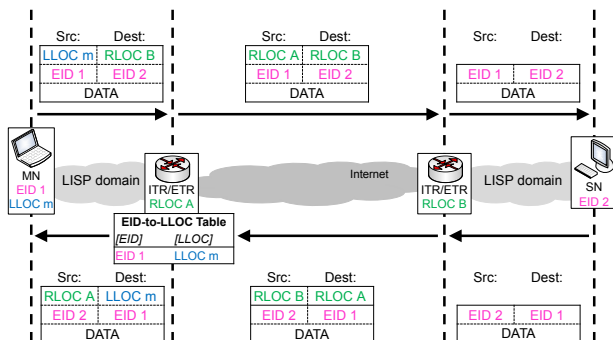 Src: Dest: Src: Dest: Src: Dest:
LLOC m RLOC B RLOC A RLOC B
EID 1 EID 2 EID 1 EID 2 EID 1 EID 2
DATA DATA DATA
MN
EID 1
LLOC m
LISP domain
ITR/ETR
RLOC A
Internet
ITR/ETR
RLOC B
LISP domain
SN
EID 2
EID-to-LLOC Table
[EID] [LLOC]
EID 1 LLOC m
Src: Dest: Src: Dest: Src: Dest:
RLOC A LLOC m RLOC B RLOC A
EID 2 EID 1 EID 2 EID 1 EID 2 EID 1
DATA DATA DATA